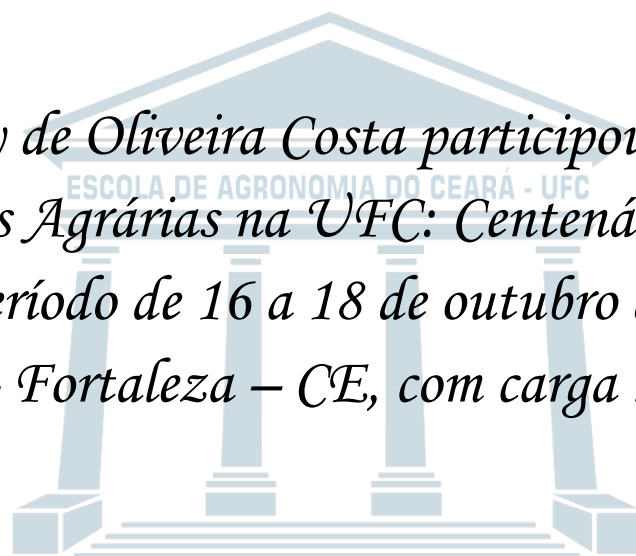 de Oliveira Costa participou
ESCOLA DE AGRONOMIA DO CEARÁ - UFC
s Agrárias na UFC: Centená
eríodo de 16 a 18 de outubro
- Fortaleza – CE, com carga